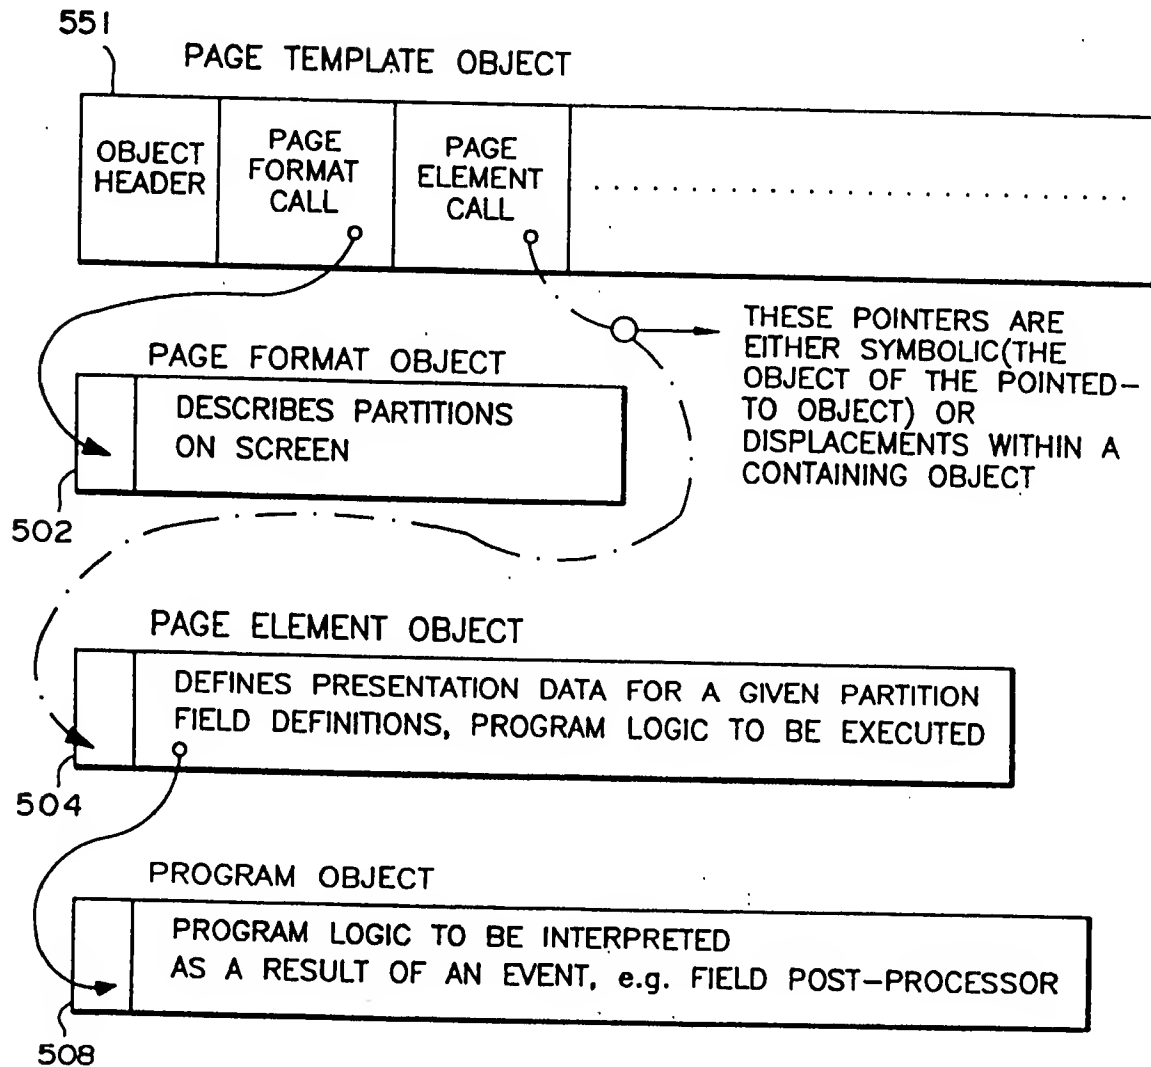 551
PAGE TEMPLATE OBJECT
OBJECT
HEADER
PAGE
FORMAT
CALL
PAGE
ELEMENT
CALL
THESE POINTERS ARE
EITHER SYMBOLIC(THE
OBJECT OF THE POINTED-
TO OBJECT) OR
DISPLACEMENTS WITHIN A
CONTAINING OBJECT
PAGE FORMAT OBJECT
DESCRIBES PARTITIONS
ON SCREEN
502
PAGE ELEMENT OBJECT
DEFINES PRESENTATION DATA FOR A GIVEN PARTITION
FIELD DEFINITIONS, PROGRAM LOGIC TO BE EXECUTED
504
PROGRAM OBJECT
PROGRAM LOGIC TO BE INTERPRETED
AS A RESULT OF AN EVENT, e.g. FIELD POST-PROCESSOR
508